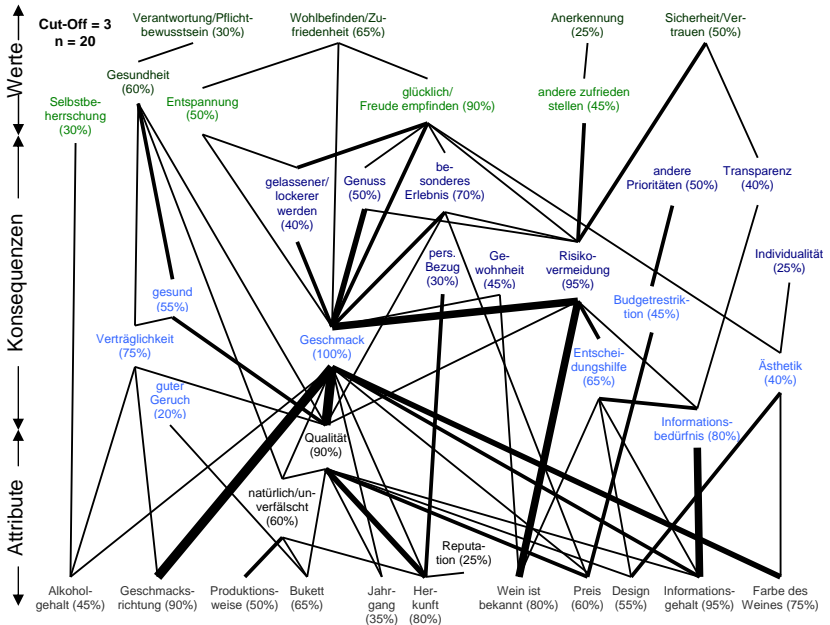 Cut-Off = 3
n = 20
Verantwortung/Pflicht-
bewusstsein (30%)
Wohlbefinden/Zu-
friedenheit (65%)
Anerkennung
(25%)
Sicherheit/Ver-
trauen (50%)
Werte
Gesundheit
(60%)
Selbstbe-
herrschung
(30%)
Entspannung
(50%)
glücklich/
Freude empfinden (90%)
andere zufrieden
stellen (45%)
Konsequenzen
gelassener/
lockerer
werden
(40%)
Genuss
(50%)
be-
sonderes
Erlebnis (70%)
andere
Prioritäten (50%)
Transparenz
(40%)
pers.
Bezug
(30%)
Ge-
wohnheit
(45%)
Risiko-
vermeidung
(95%)
Individualität
(25%)
gesund
(55%)
Budgetrestrik-
tion (45%)
Verträglichkeit
(75%)
Geschmack
(100%)
Entschei-
dungshilfe
(65%)
Ästhetik
(40%)
guter
Geruch
(20%)
Informations-
bedürfnis (80%)
Attribute
Qualität
(90%)
natürlich/un-
verfälscht
(60%)
Reputa-
tion (25%)
Alkohol-
gehalt (45%)
Geschmacks-
richtung (90%)
Produktions-
weise (50%)
Bukett
(65%)
Jahr-
gang
(35%)
Her-
kunft
(80%)
Wein ist
bekannt (80%)
Preis
(60%)
Design
(55%)
Informations-
gehalt (95%)
Farbe des
Weines (75%)